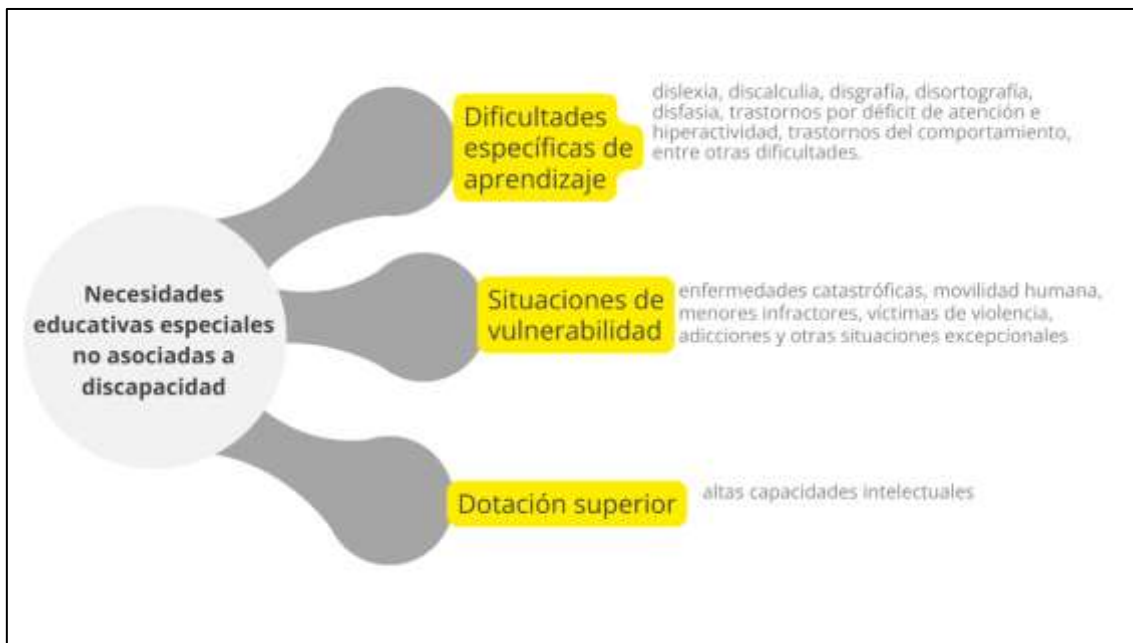 Necesidades
educativas especiales
no asociadas a
discapacidad
Dificultades
específicas de
aprendizaje
dislexia, discalculia, disgrafía, disortografía,
disfasia, trastornos por déficit de atención e
hiperactividad, trastornos del comportamiento,
entre otras dificultades.
Situaciones de
vulnerabilidad
enfermedades catastróficas, movilidad humana,
menores infractores, víctimas de violencia,
adicciones y otras situaciones excepcionales
Dotación superior
altas capacidades intelectuales